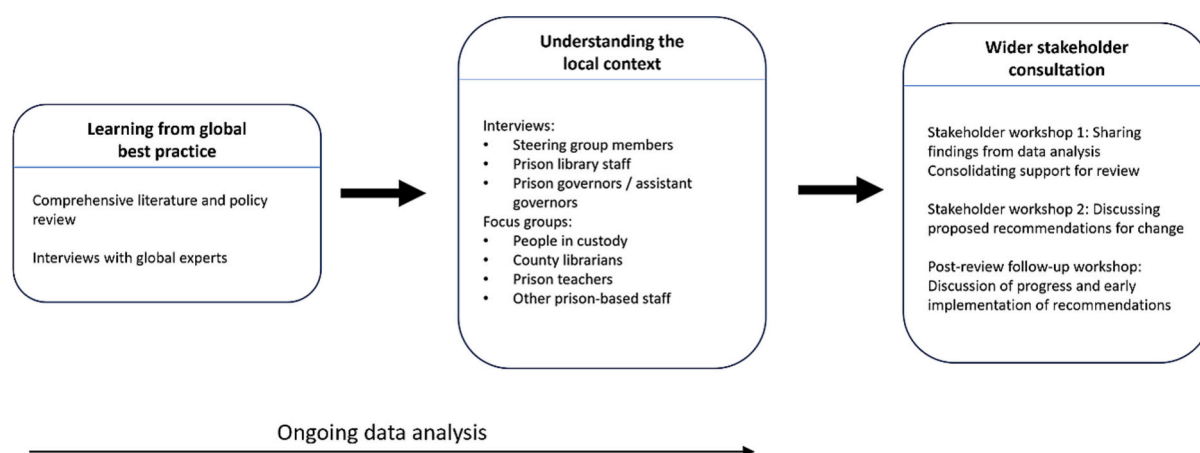 Learning from global
best practice
Comprehensive literature and policy
review
Interviews with global experts
Understanding the
local context
Interviews:
• Steering group members
• Prison library staff
• Prison governors / assistant
governors
Focus groups:
• People in custody
• County librarians
• Prison teachers
• Other prison-based staff
Wider stakeholder
consultation
Stakeholder workshop 1: Sharing
findings from data analysis
Consolidating support for review
Stakeholder workshop 2: Discussing
proposed recommendations for change
Post-review follow-up workshop:
Discussion of progress and early
implementation of recommendations
Ongoing data analysis